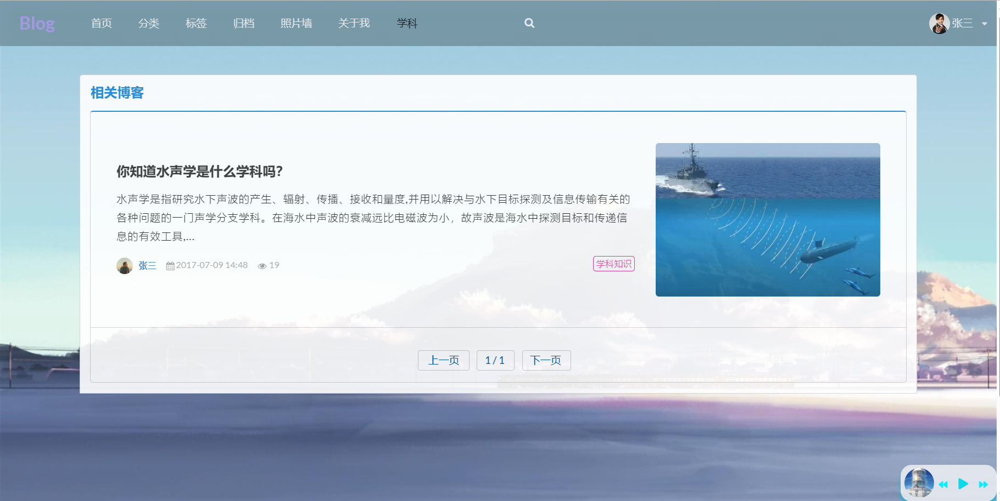 Blog 首页 分类 标签 归档 照片墙 关于我 学科 张三
相关博客
你知道水声学是什么学科吗?
水声学是指研究水下声波的产生、辐射、传播、接收和量度,并用以解决与水下目标探测及信息传输有关的
各种问题的一门声学分支学科。在海水中声波的衰减远比电磁波为小，故声波是海水中探测目标和传递信
息的有效工具,...
张三 2017-07-09 14:48 19 学科知识
上一页 1 / 1 下一页